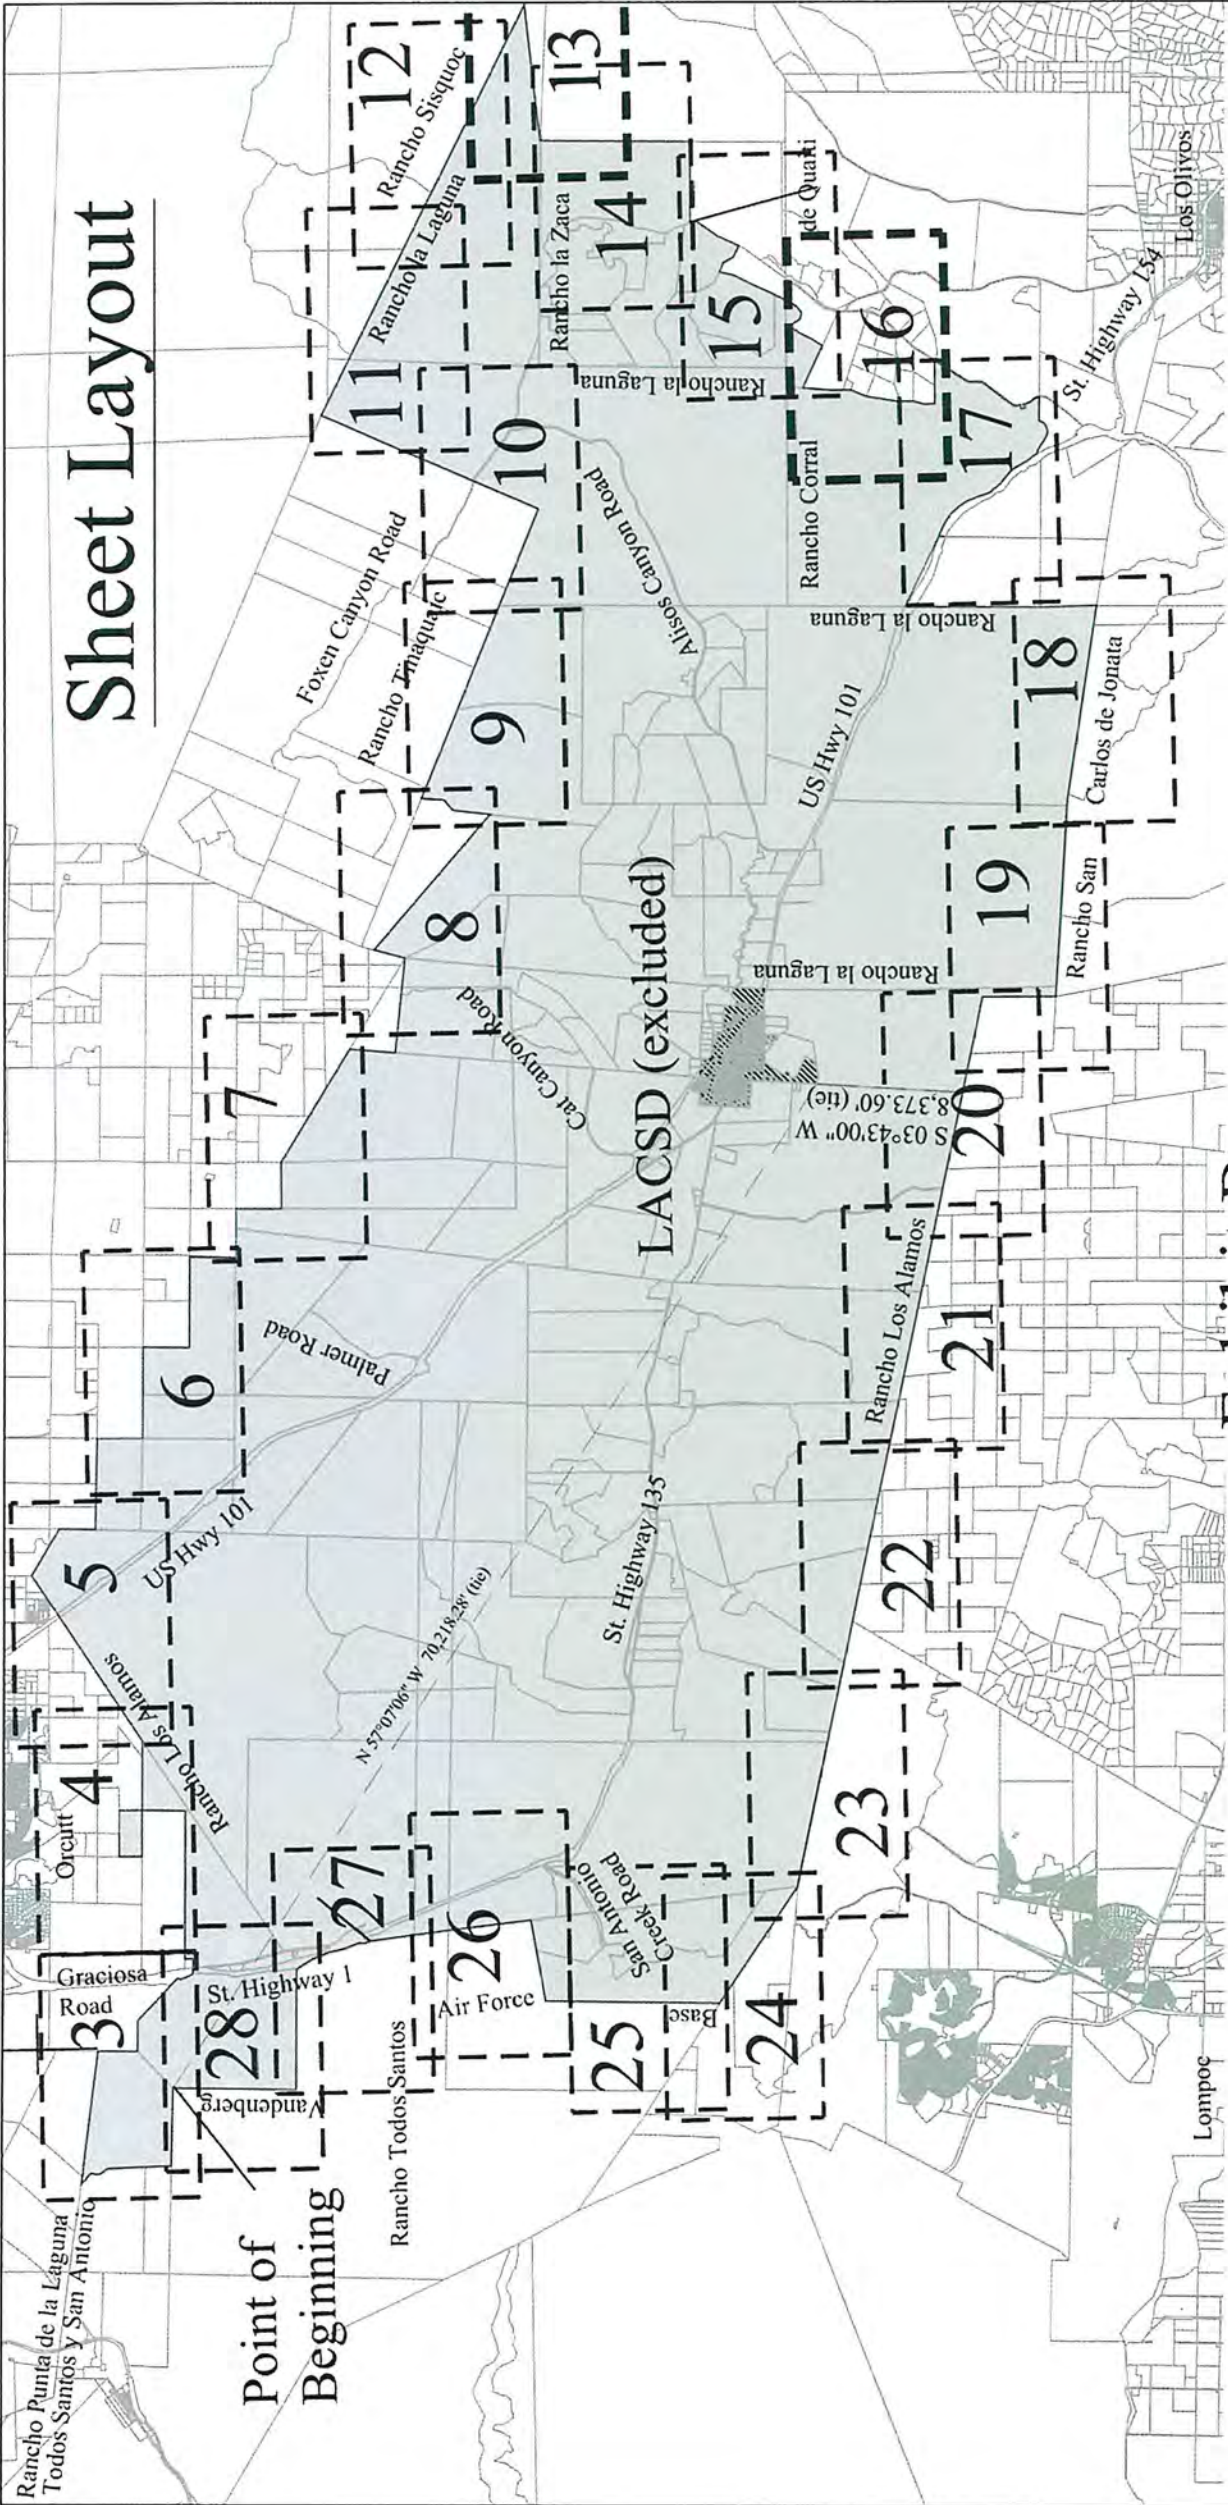 Sheet Layout
Rancho Punta de la Laguna
Todos Santos y San Antonio
Point of
Beginning
3
Graciosa
Road
Orcutt
4
Rancho Los Alamos
5
US Hwy 101
6
Palmer Road
7
8
Cat Canyon Road
9
Foxen Canyon Road
Rancho Tinaquaic
10
Alisos Canyon Road
11
Rancho la Laguna
12
Rancho Sisquoc
13
Rancho la Zaca
14
15
Rancho la Laguna
de Quaiti
16
Rancho Corral
17
St. Highway 154
Los Olivos
Rancho la Laguna
18
Carlos de Jonata
US Hwy 101
19
Rancho San
Rancho la Laguna
LACSD (excluded)
S 03°43'00" W
8,373.60' (tie)
20
21
Rancho Los Alamos
22
St. Highway 135
N 57°07'06" W 70,218.28' (tie)
23
24
Base
25
San Antonio
Creek Road
26
Air Force
27
Rancho Todos Santos
28
St. Highway 1
Vandenberg
Lompoc